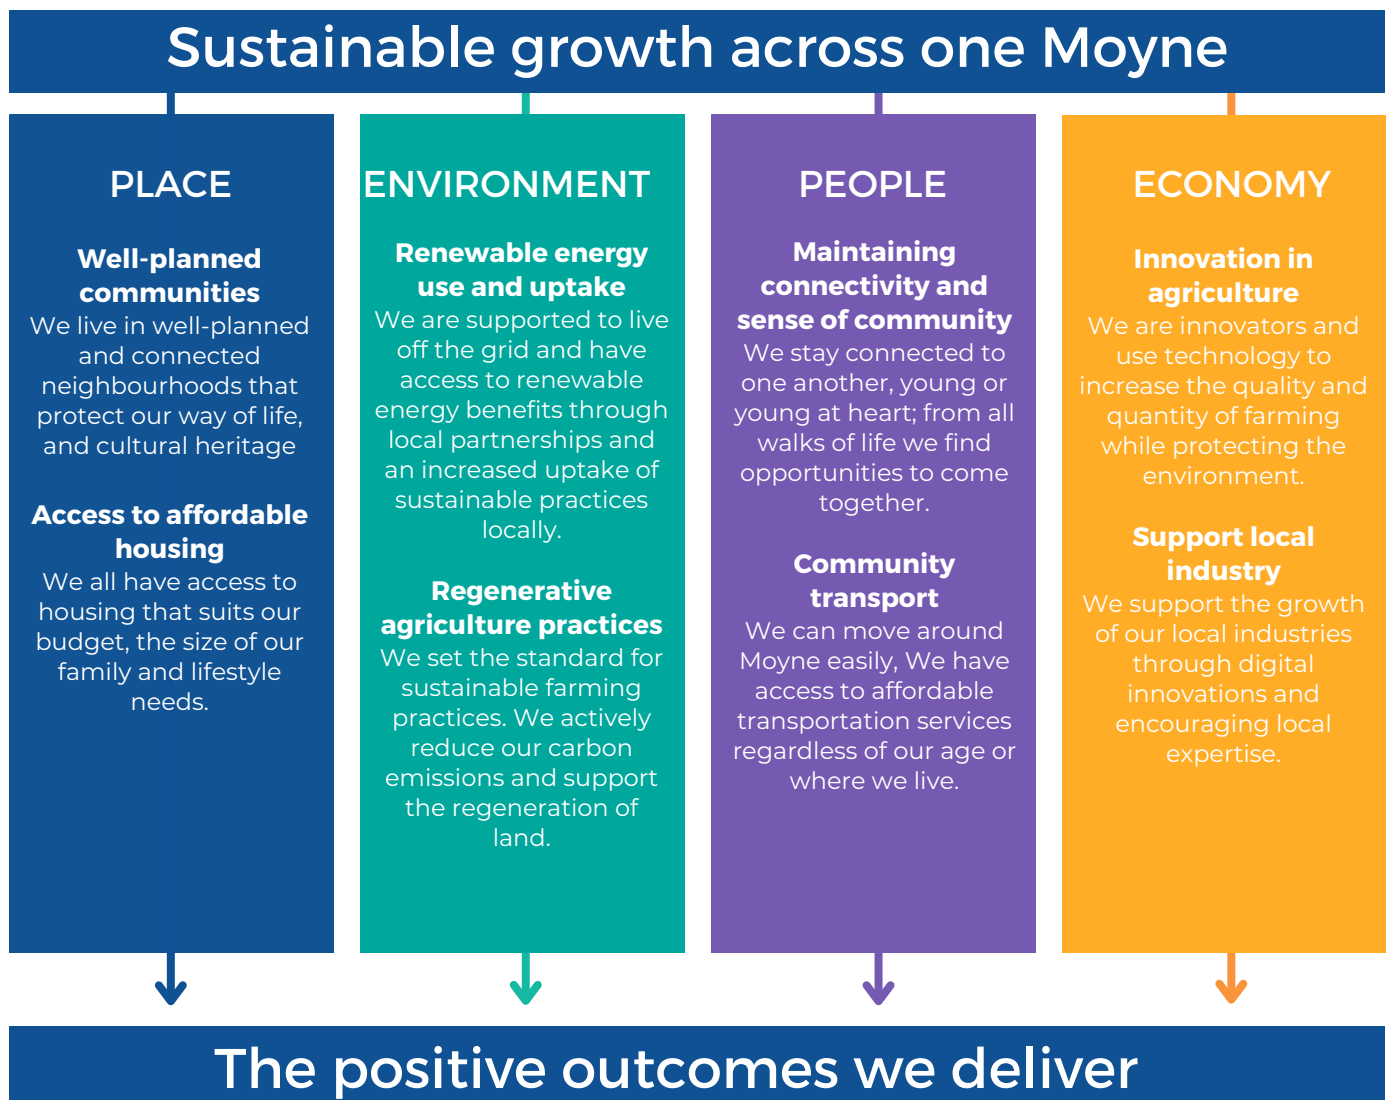 Sustainable growth across one Moyne
PLACE
Well-planned
communities
We live in well-planned
and connected
neighbourhoods that
protect our way of life,
and cultural heritage
Access to affordable
housing
We all have access to
housing that suits our
budget, the size of our
family and lifestyle
needs.
ENVIRONMENT
Renewable energy
use and uptake
We are supported to live
off the grid and have
access to renewable
energy benefits through
local partnerships and
an increased uptake of
sustainable practices
locally.
Regenerative
agriculture practices
We set the standard for
sustainable farming
practices. We actively
reduce our carbon
emissions and support
the regeneration of
land.
PEOPLE
Maintaining
connectivity and
sense of community
We stay connected to
one another, young or
young at heart; from all
walks of life we find
opportunities to come
together.
Community
transport
We can move around
Moyne easily, We have
access to affordable
transportation services
regardless of our age or
where we live.
ECONOMY
Innovation in
agriculture
We are innovators and
use technology to
increase the quality and
quantity of farming
while protecting the
environment.
Support local
industry
We support the growth
of our local industries
through digital
innovations and
encouraging local
expertise.
The positive outcomes we deliver